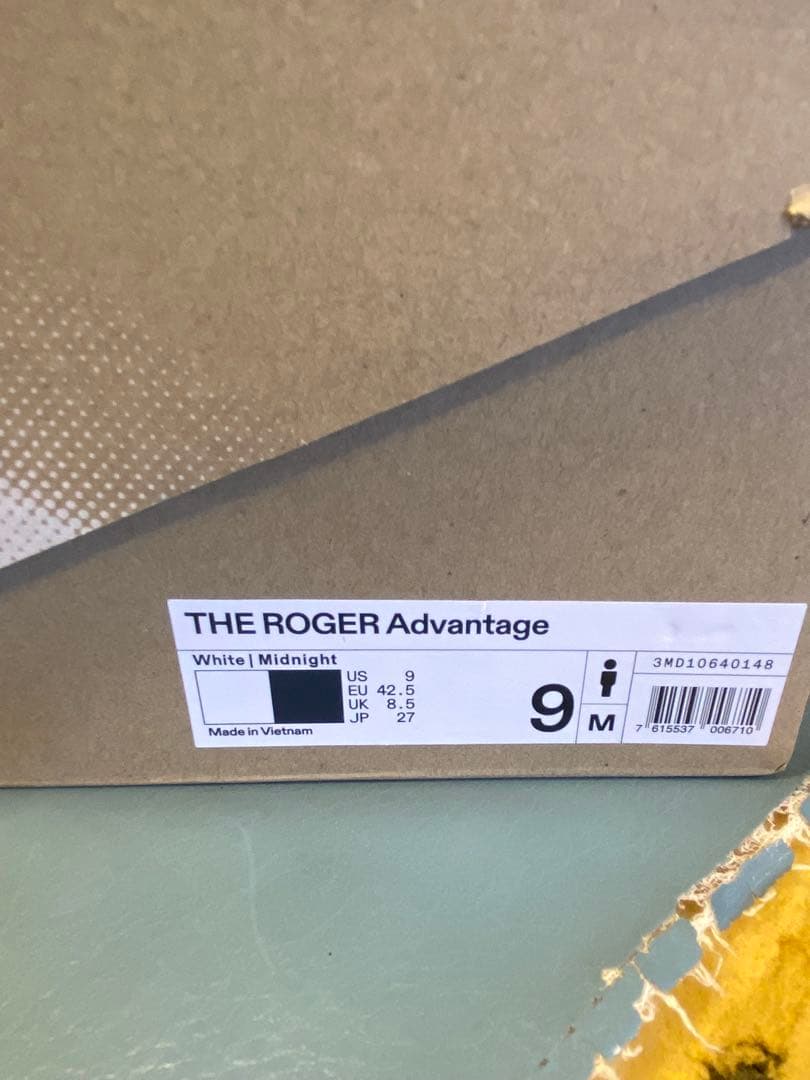 THE ROGER Advantage
White | Midnight
US 9
EU 42.5
UK 8.5
JP 27
Made in Vietnam
9
M
3MD10640148
7 615537 006710